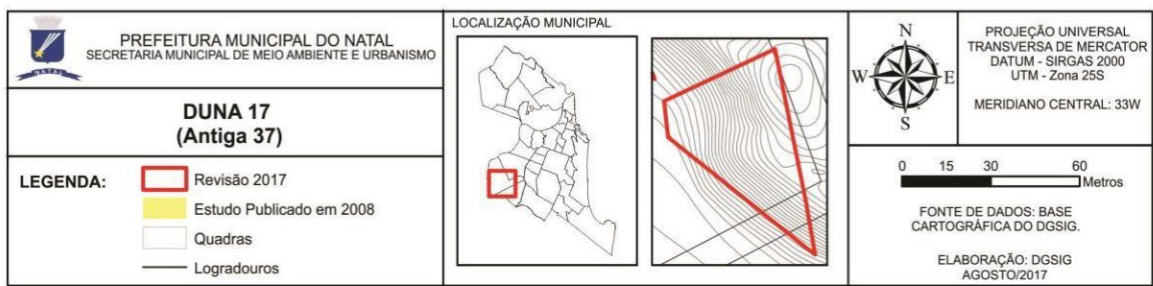 PREFEITURA MUNICIPAL DO NATAL
SECRETARIA MUNICIPAL DE MEIO AMBIENTE E URBANISMO
NATAL
DUNA 17
(Antiga 37)
LEGENDA:
Revisão 2017
Estudo Publicado em 2008
Quadras
Logradouros
LOCALIZAÇÃO MUNICIPAL
N
W E
S
PROJEÇÃO UNIVERSAL
TRANSVERSA DE MERCATOR
DATUM - SIRGAS 2000
UTM - Zona 25S
MERIDIANO CENTRAL: 33W
0 15 30 60
Metros
FONTE DE DADOS: BASE
CARTOGRÁFICA DO DGSIG.
ELABORAÇÃO: DGSIG
AGOSTO/2017